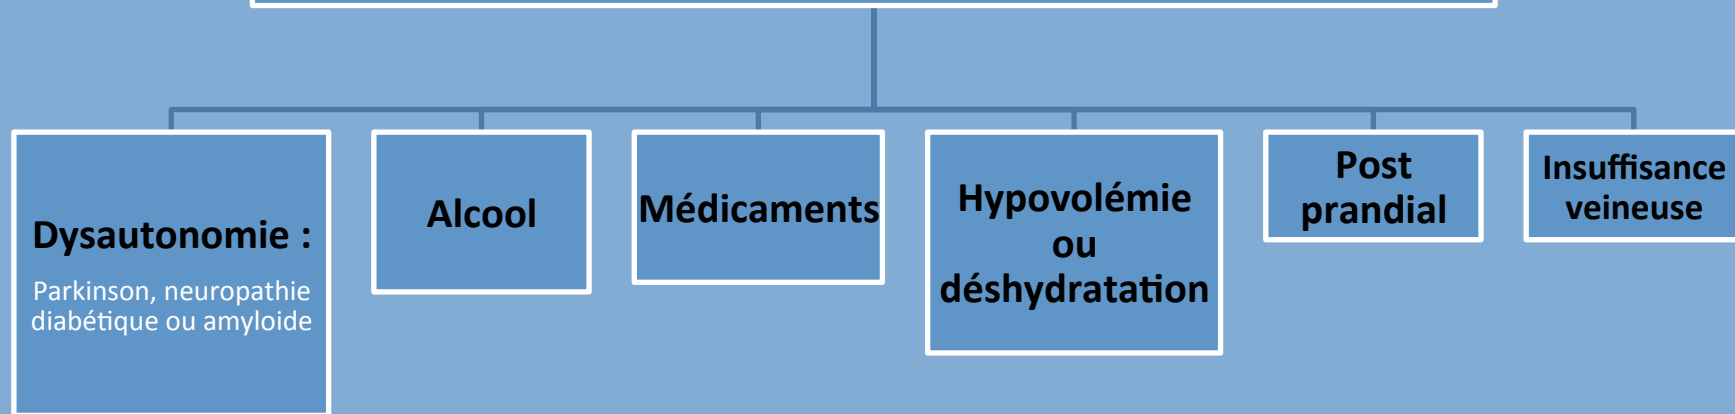 Dysautonomie :
Parkinson, neuropathie
diabétique ou amyloide
Alcool
Médicaments
Hypovolémie
ou
déshydratation
Post
prandial
Insuffisance
veineuse